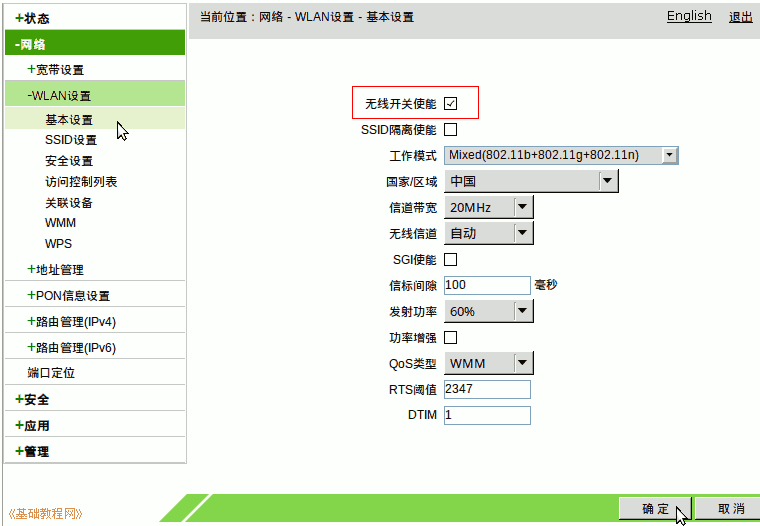 +状态
-网络
+宽带设置
-WLAN设置
基本设置
SSID设置
安全设置
访问控制列表
关联设备
WMM
WPS
+地址管理
+PON信息设置
+路由管理(IPv4)
+路由管理(IPv6)
端口定位
+安全
+应用
+管理
《基础教程网》
当前位置：网络 - WLAN设置 - 基本设置 English 退出
无线开关使能
SSID隔离使能
工作模式 Mixed(802.11b+802.11g+802.11n)
国家/区域 中国
信道带宽 20MHz
无线信道 自动
SGI使能
信标间隙 100 毫秒
发射功率 60%
功率增强
QoS类型 WMM
RTS阈值 2347
DTIM 1
确定 取消